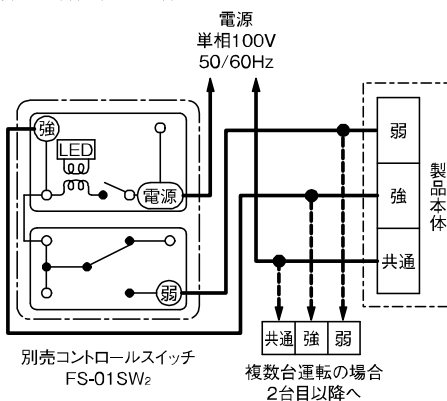 電源
単相100V
50/60Hz
強
LED
電源
弱
弱
強
共通
製品本体
共通 強 弱
別売コントロールスイッチ
FS-01SW₂
複数台運転の場合
2台目以降へ